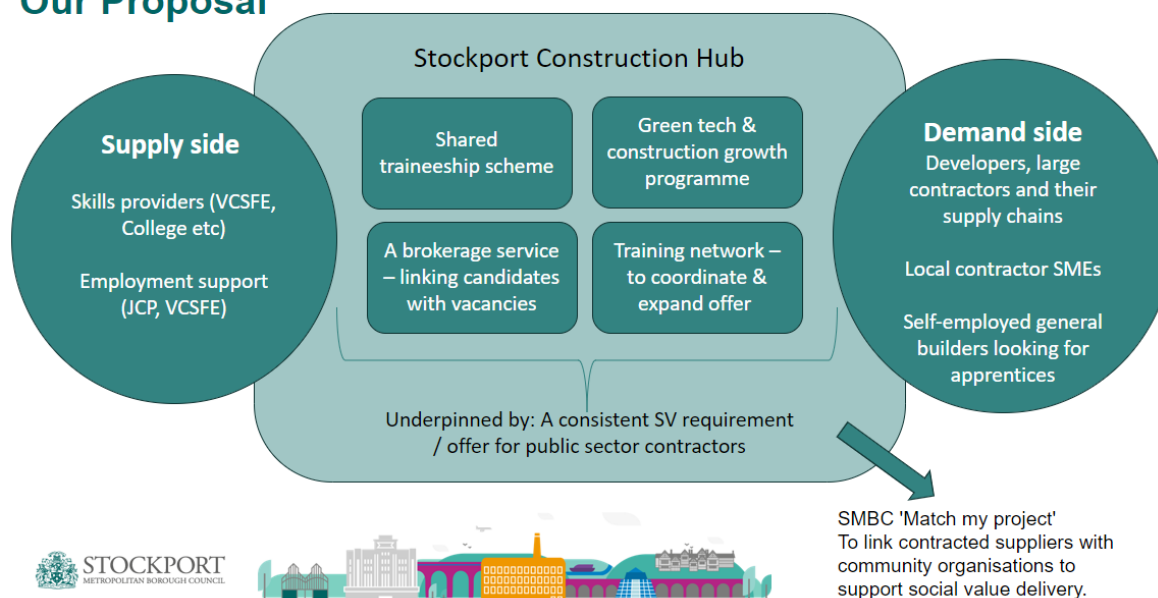 Our Proposal
Stockport Construction Hub
Supply side
Skills providers (VCSFE,
College etc)
Employment support
(JCP, VCSFE)
Shared
traineeship scheme
Green tech &
construction growth
programme
A brokerage service
– linking candidates
with vacancies
Training network –
to coordinate &
expand offer
Underpinned by: A consistent SV requirement
/ offer for public sector contractors
Demand side
Developers, large
contractors and their
supply chains
Local contractor SMEs
Self-employed general
builders looking for
apprentices
SMBC 'Match my project'
To link contracted suppliers with
community organisations to
support social value delivery.
STOCKPORT
METROPOLITAN BOROUGH COUNCIL